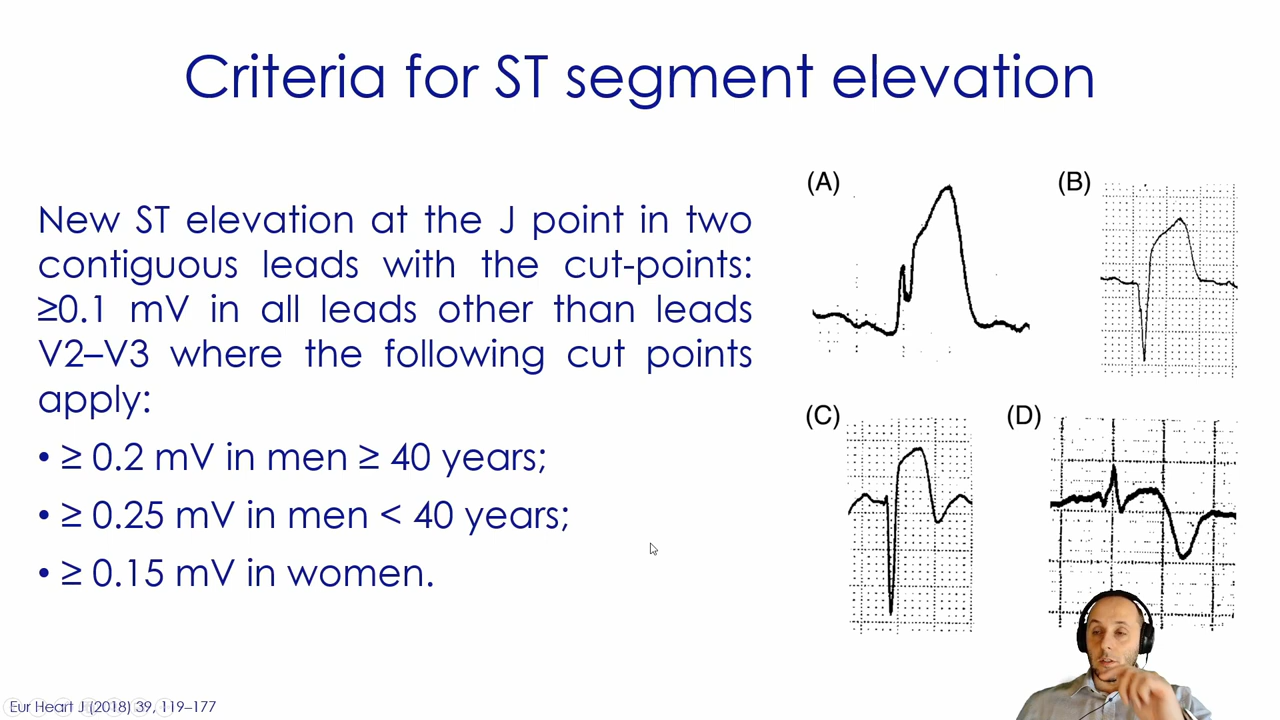 Criteria for ST segment elevation
New ST elevation at the J point in two
contiguous leads with the cut-points:
≥0.1 mV in all leads other than leads
V2–V3 where the following cut points
apply:
• ≥ 0.2 mV in men ≥ 40 years;
• ≥ 0.25 mV in men < 40 years;
• ≥ 0.15 mV in women.
(A)
(B)
(C)
(D)
Eur Heart J (2018) 39, 119–177